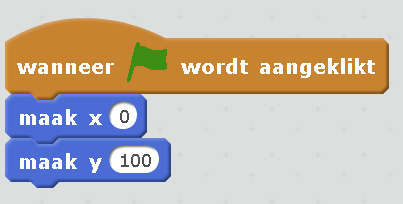 wanneer wordt aangeklikt
maak x 0
maak y 100